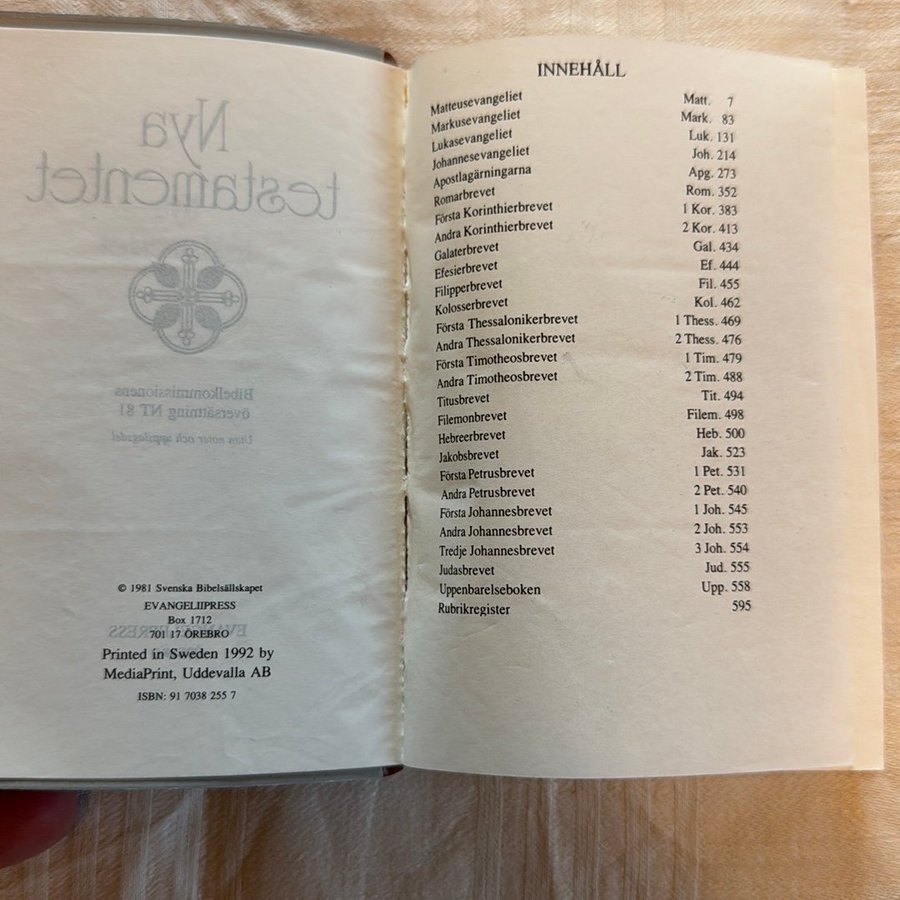 Nya
testamentet
Bibelkommissionens
översättning NT 81
Utan noter och uppslagsdel
© 1981 Svenska Bibelsällskapet
EVANGELIIPRESS
Box 1712
701 17 ÖREBRO
EVANGELIIPRESS
Printed in Sweden 1992 by
MediaPrint, Uddevalla AB
ISBN: 91 7038 255 7
INNEHÅLL
Matteusevangeliet Matt. 7
Markusevangeliet Mark. 83
Lukasevangeliet Luk. 131
Johannesevangeliet Joh. 214
Apostlagärningarna Apg. 273
Romarbrevet Rom. 352
Första Korinthierbrevet 1 Kor. 383
Andra Korinthierbrevet 2 Kor. 413
Galaterbrevet Gal. 434
Efesierbrevet Ef. 444
Filipperbrevet Fil. 455
Kolosserbrevet Kol. 462
Första Thessalonikerbrevet 1 Thess. 469
Andra Thessalonikerbrevet 2 Thess. 476
Första Timotheosbrevet 1 Tim. 479
Andra Timotheosbrevet 2 Tim. 488
Titusbrevet Tit. 494
Filemonbrevet Filem. 498
Hebreerbrevet Heb. 500
Jakobsbrevet Jak. 523
Första Petrusbrevet 1 Pet. 531
Andra Petrusbrevet 2 Pet. 540
Första Johannesbrevet 1 Joh. 545
Andra Johannesbrevet 2 Joh. 553
Tredje Johannesbrevet 3 Joh. 554
Judasbrevet Jud. 555
Uppenbarelseboken Upp. 558
Rubrikregister 595